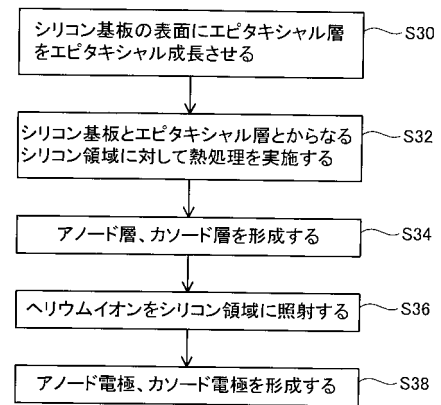 シリコン基板の表面にエピタキシャル層
をエピタキシャル成長させる
S30
シリコン基板とエピタキシャル層とからなる
シリコン領域に対して熱処理を実施する
S32
アノード層、カソード層を形成する
S34
ヘリウムイオンをシリコン領域に照射する
S36
アノード電極、カソード電極を形成する
S38